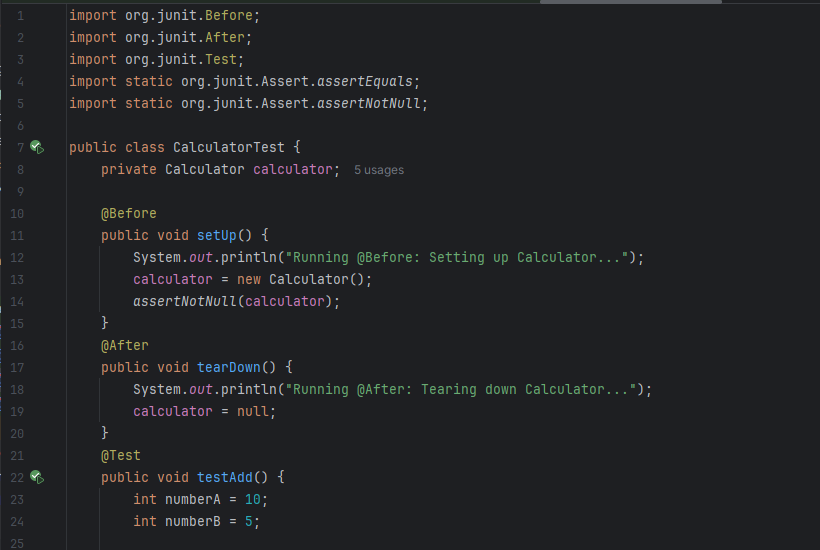 1 import org.junit.Before;
2 import org.junit.After;
3 import org.junit.Test;
4 import static org.junit.Assert.assertEquals;
5 import static org.junit.Assert.assertNotNull;
6
7 public class CalculatorTest {
8 private Calculator calculator; 5 usages
9
10 @Before
11 public void setUp() {
12 System.out.println("Running @Before: Setting up Calculator...");
13 calculator = new Calculator();
14 assertNotNull(calculator);
15 }
16 @After
17 public void tearDown() {
18 System.out.println("Running @After: Tearing down Calculator...");
19 calculator = null;
20 }
21 @Test
22 public void testAdd() {
23 int numberA = 10;
24 int numberB = 5;
25